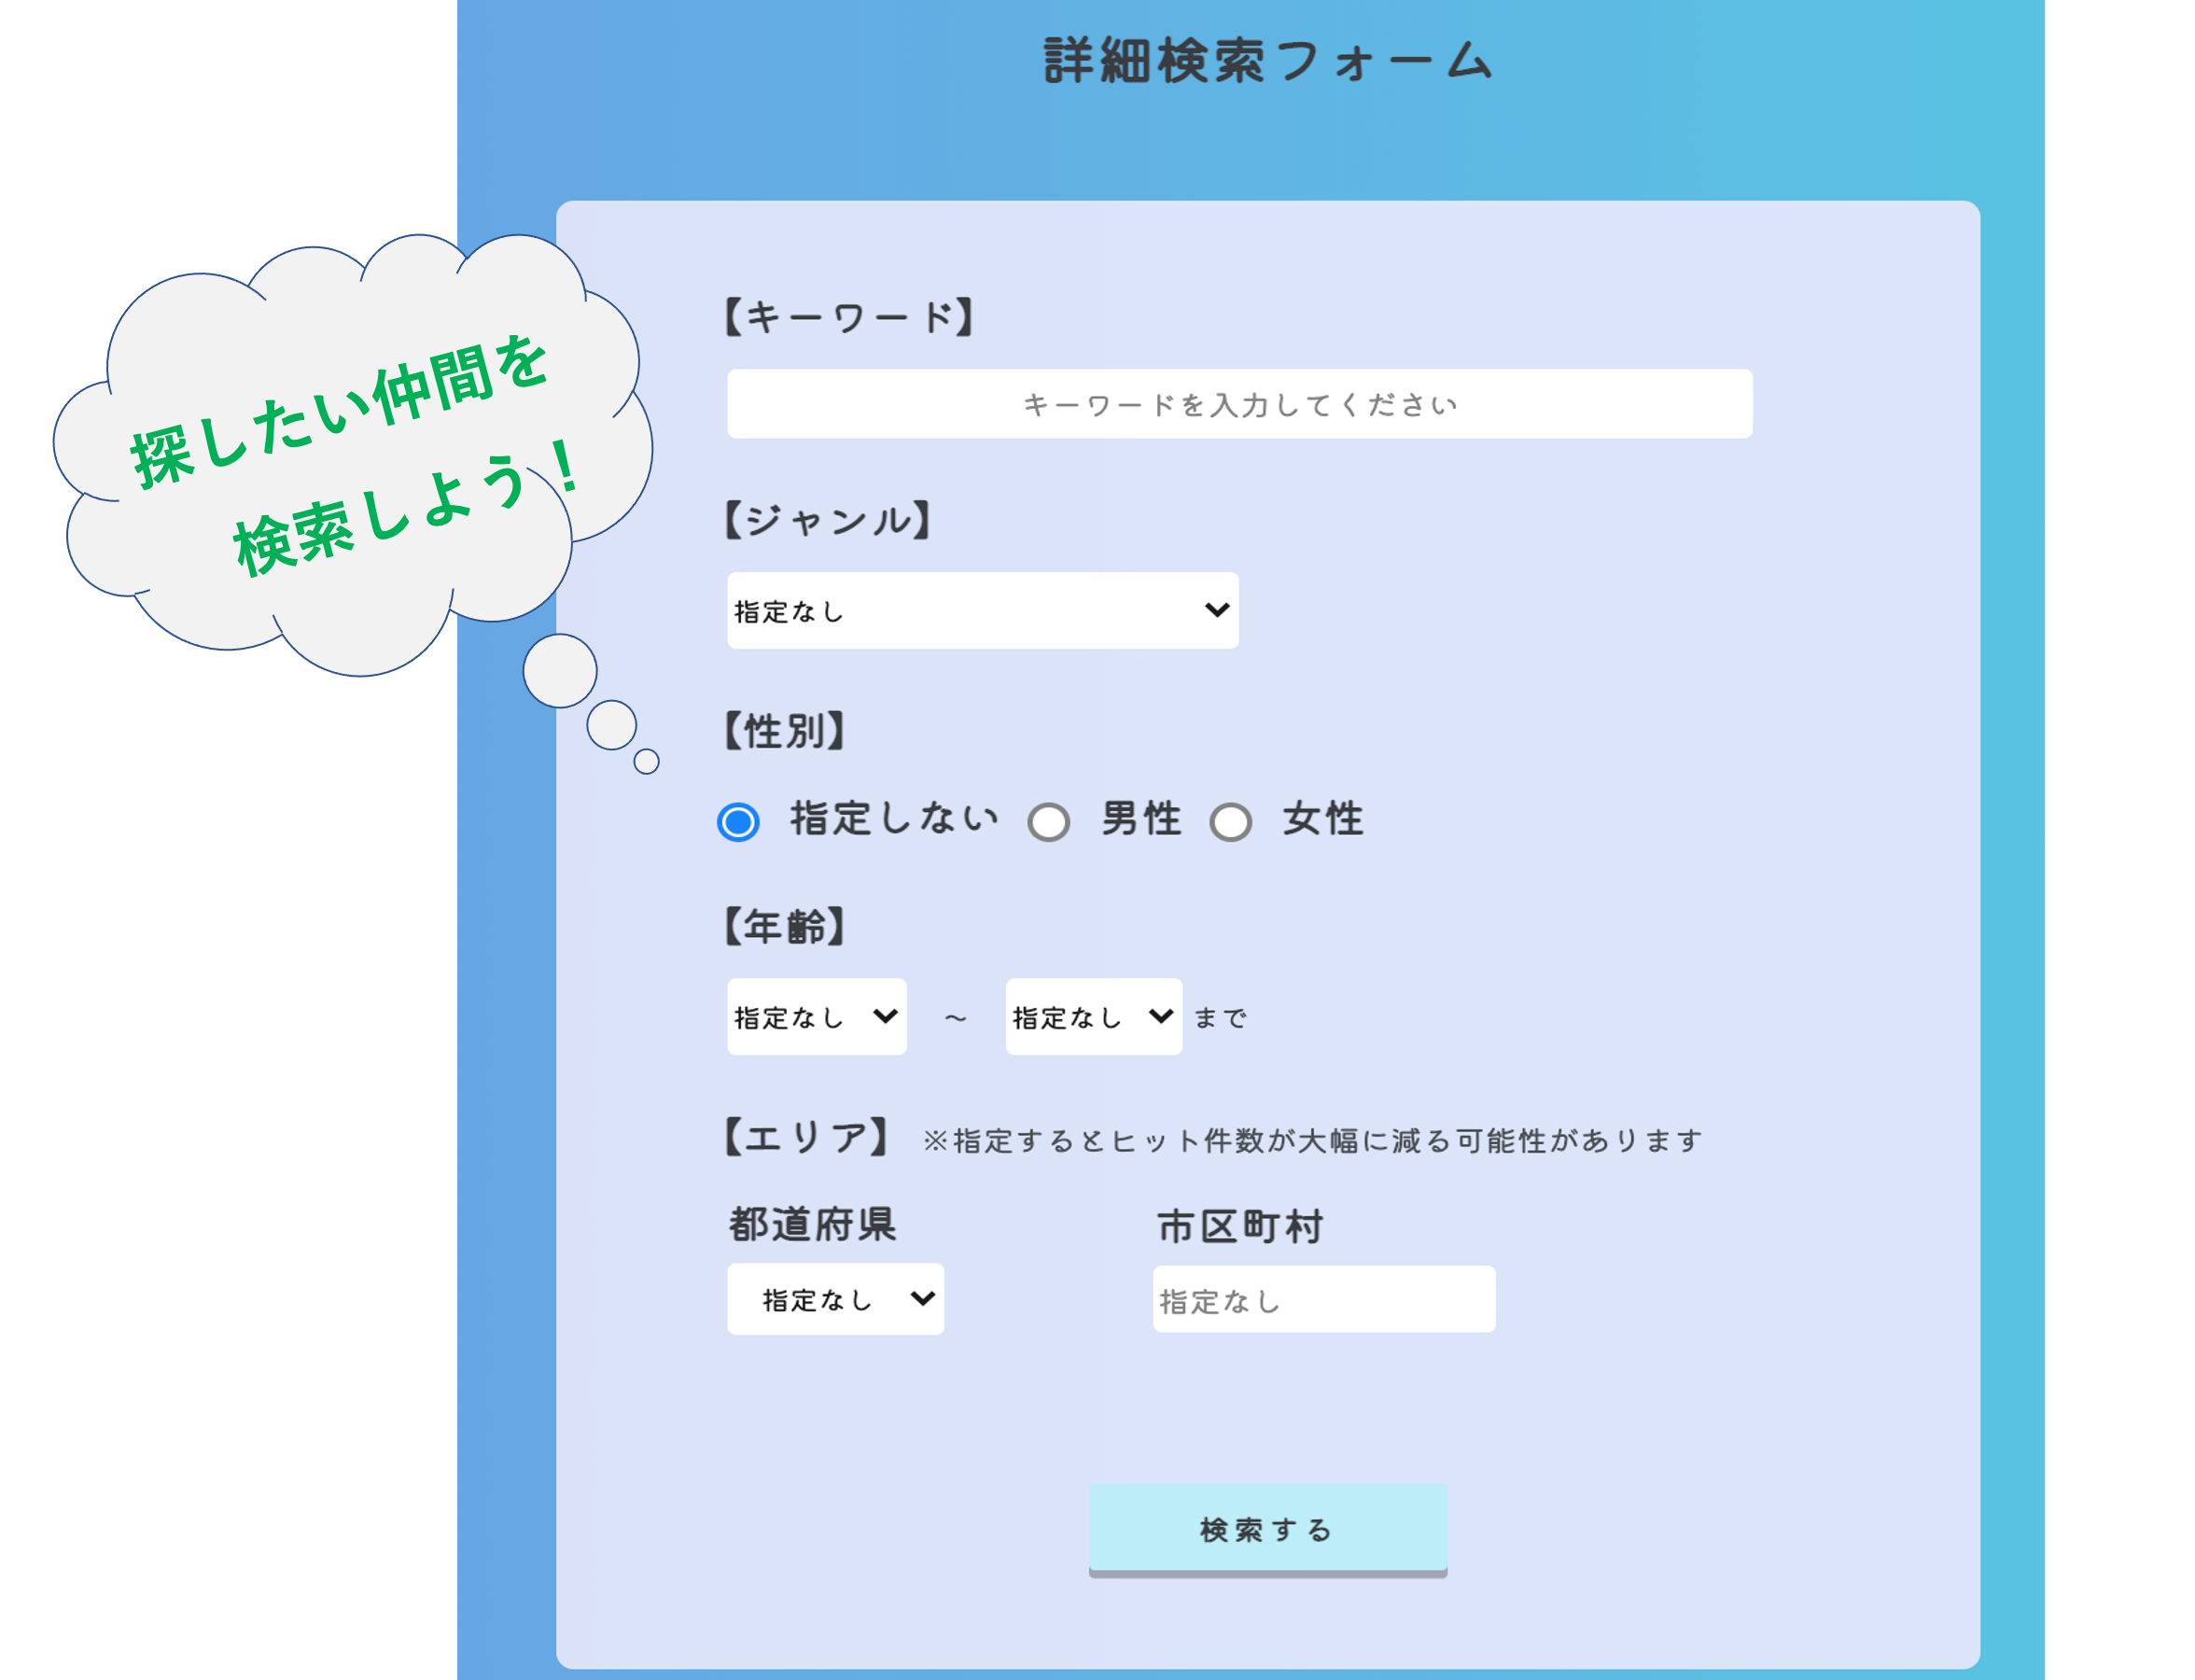 詳細検索フォーム
探したい仲間を
検索しよう！
【キーワード】
キーワードを入力してください
【ジャンル】
指定なし
【性別】
指定しない 男性 女性
【年齢】
指定なし ～ 指定なし まで
【エリア】 ※指定するとヒット件数が大幅に減る可能性があります
都道府県 市区町村
指定なし 指定なし
検索する